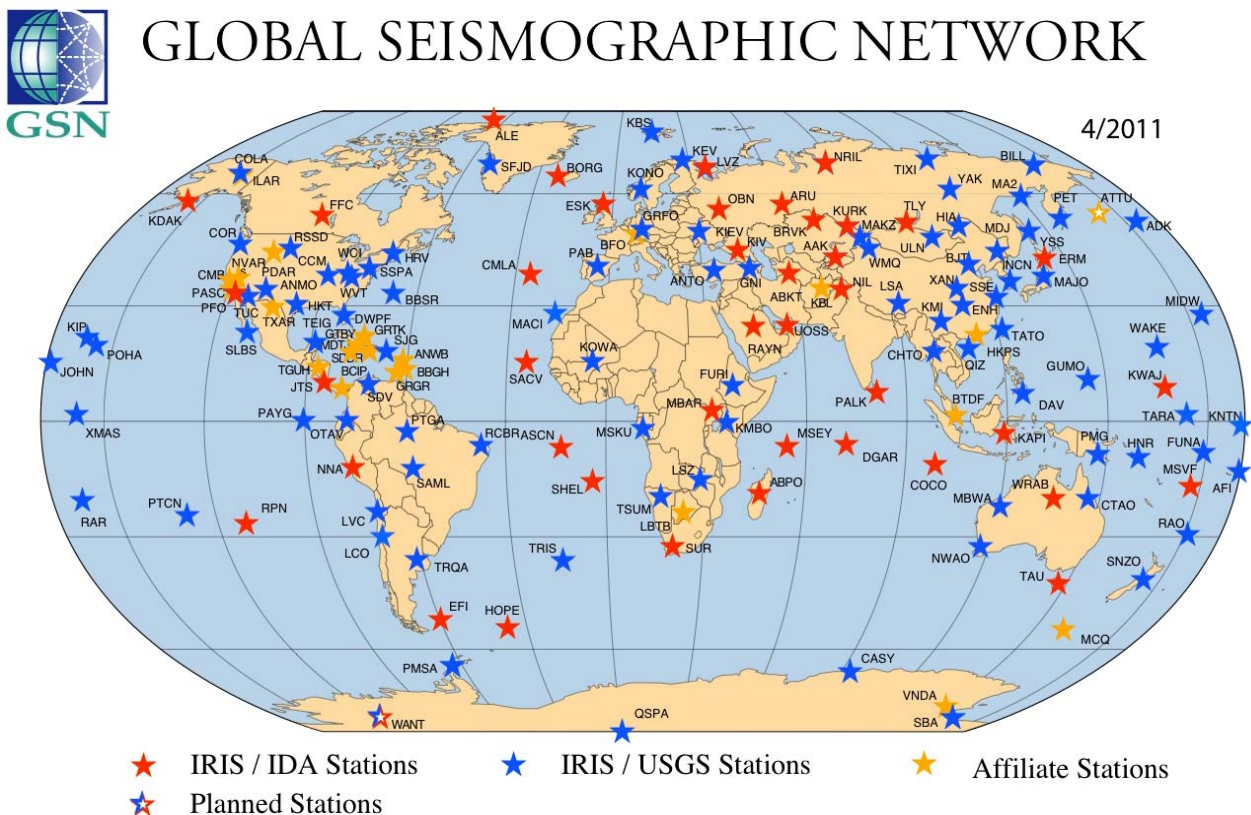 GLOBAL SEISMOGRAPHIC NETWORK
GSN
4/2011
ALE
KBS
COLA
ILAR
SFJD
BORG
KEV
LVZ
NRIL
TIXI
BILL
KDAK
FFC
ESK
KONO
OBN
ARU
YAK
MA2
PET
ATTU
ADK
COR
RSSD
HRV
GRFO
BFO
KIEV
KIV
BRVK
KURK
MAKZ
TLY
HIA
MDJ
YSS
ERM
NVAR
CCM
WCI
SSPA
CMLA
PAB
AAK
ULN
BJT
INCN
MAJO
CMB
PDAR
ANMO
WVT
BBSR
ANTO
GNI
ABKT
KBL
NIL
WMQ
LSA
XAN
SSE
PASC
PFO
TUC
TXAR
HKT
DWPF
MACI
RAYN
UOSS
KMI
ENH
MIDW
KIP
POHA
JOHN
SLBS
TEIG
GTBY
GRTK
MDT
SJG
ANWB
BBGH
KOWA
CHTO
QIZ
HKPS
TATO
WAKE
TGUH
JTS
BCIP
SDV
GRGR
SACV
FURI
PALK
GUMO
KWAJ
XMAS
PAYG
OTAV
PTGA
MBAR
KMBO
BTDF
DAV
TARA
KNTN
RCBR
ASCN
MSKU
MSEY
DGAR
KAPI
PMG
HNR
FUNA
NNA
SAML
SHEL
LSZ
ABPO
COCO
WRAB
MSVF
AFI
RAR
PTCN
RPN
LVC
TSUM
LBTB
MBWA
CTAO
LCO
TRIS
SUR
NWAO
RAO
TRQA
TAU
SNZO
EFI
HOPE
MCQ
PMSA
CASY
WANT
QSPA
VNDA
SBA
IRIS / IDA Stations
IRIS / USGS Stations
Affiliate Stations
Planned Stations